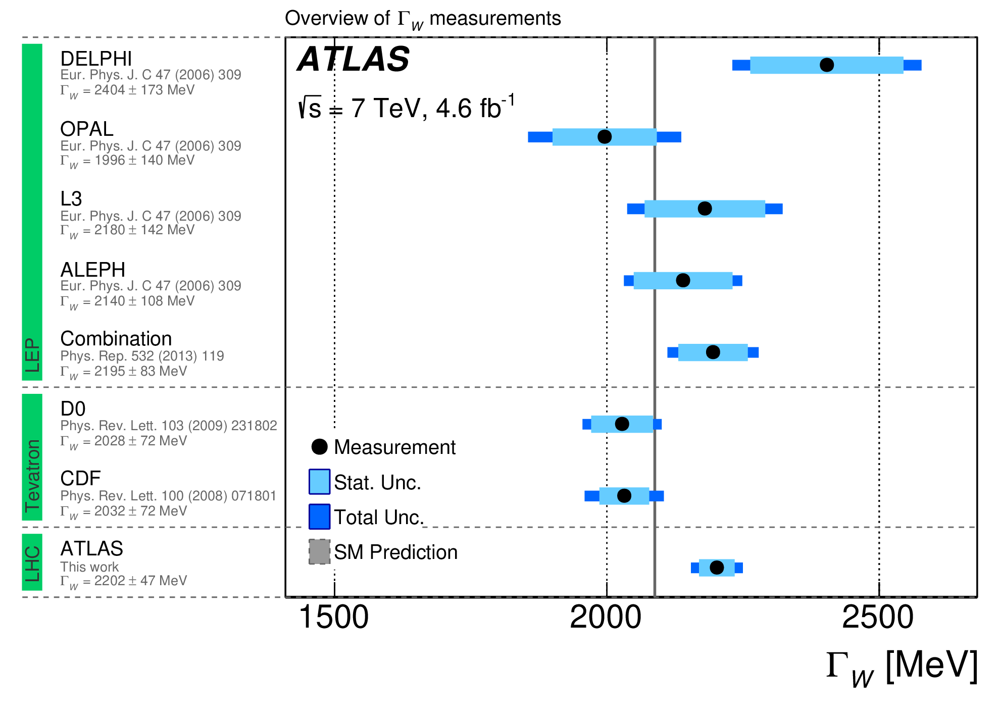 Overview of Γ_W measurements
DELPHI
Eur. Phys. J. C 47 (2006) 309
Γ_W = 2404 ± 173 MeV
OPAL
Eur. Phys. J. C 47 (2006) 309
Γ_W = 1996 ± 140 MeV
L3
Eur. Phys. J. C 47 (2006) 309
Γ_W = 2180 ± 142 MeV
ALEPH
Eur. Phys. J. C 47 (2006) 309
Γ_W = 2140 ± 108 MeV
Combination
Phys. Rep. 532 (2013) 119
Γ_W = 2195 ± 83 MeV
LEP
D0
Phys. Rev. Lett. 103 (2009) 231802
Γ_W = 2028 ± 72 MeV
CDF
Phys. Rev. Lett. 100 (2008) 071801
Γ_W = 2032 ± 72 MeV
Tevatron
ATLAS
This work
Γ_W = 2202 ± 47 MeV
LHC
ATLAS
√s = 7 TeV, 4.6 fb⁻¹
Measurement
Stat. Unc.
Total Unc.
SM Prediction
1500 2000 2500
Γ_W [MeV]